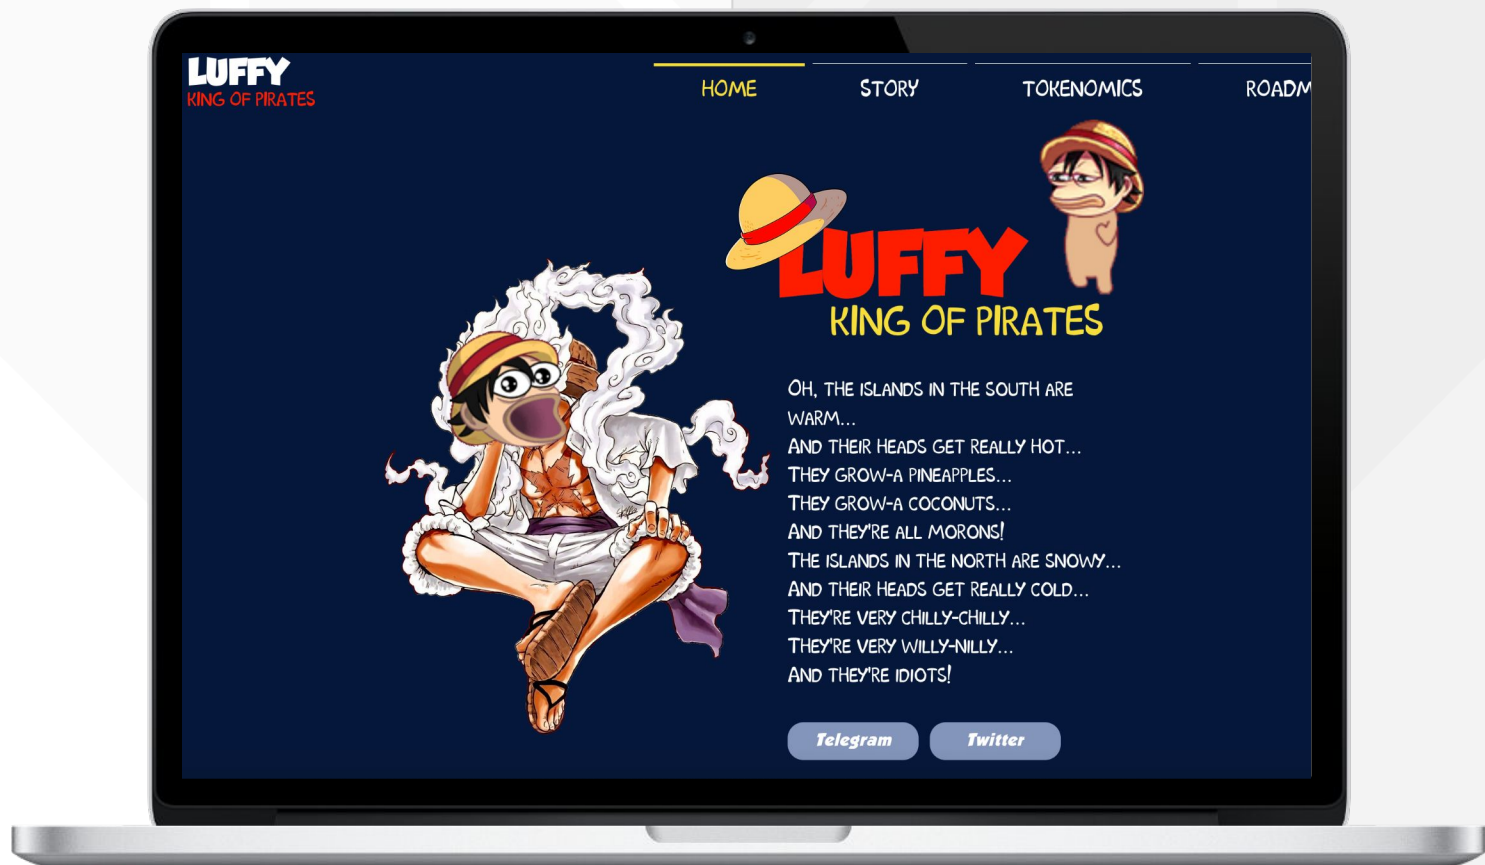 LUFFY
KING OF PIRATES
HOME
STORY
TOKENOMICS
ROADM
LUFFY
KING OF PIRATES
OH, THE ISLANDS IN THE SOUTH ARE
WARM...
AND THEIR HEADS GET REALLY HOT...
THEY GROW-A PINEAPPLES...
THEY GROW-A COCONUTS...
AND THEY'RE ALL MORONS!
THE ISLANDS IN THE NORTH ARE SNOWY...
AND THEIR HEADS GET REALLY COLD...
THEY'RE VERY CHILLY-CHILLY...
THEY'RE VERY WILLY-NILLY...
AND THEY'RE IDIOTS!
Telegram
Twitter